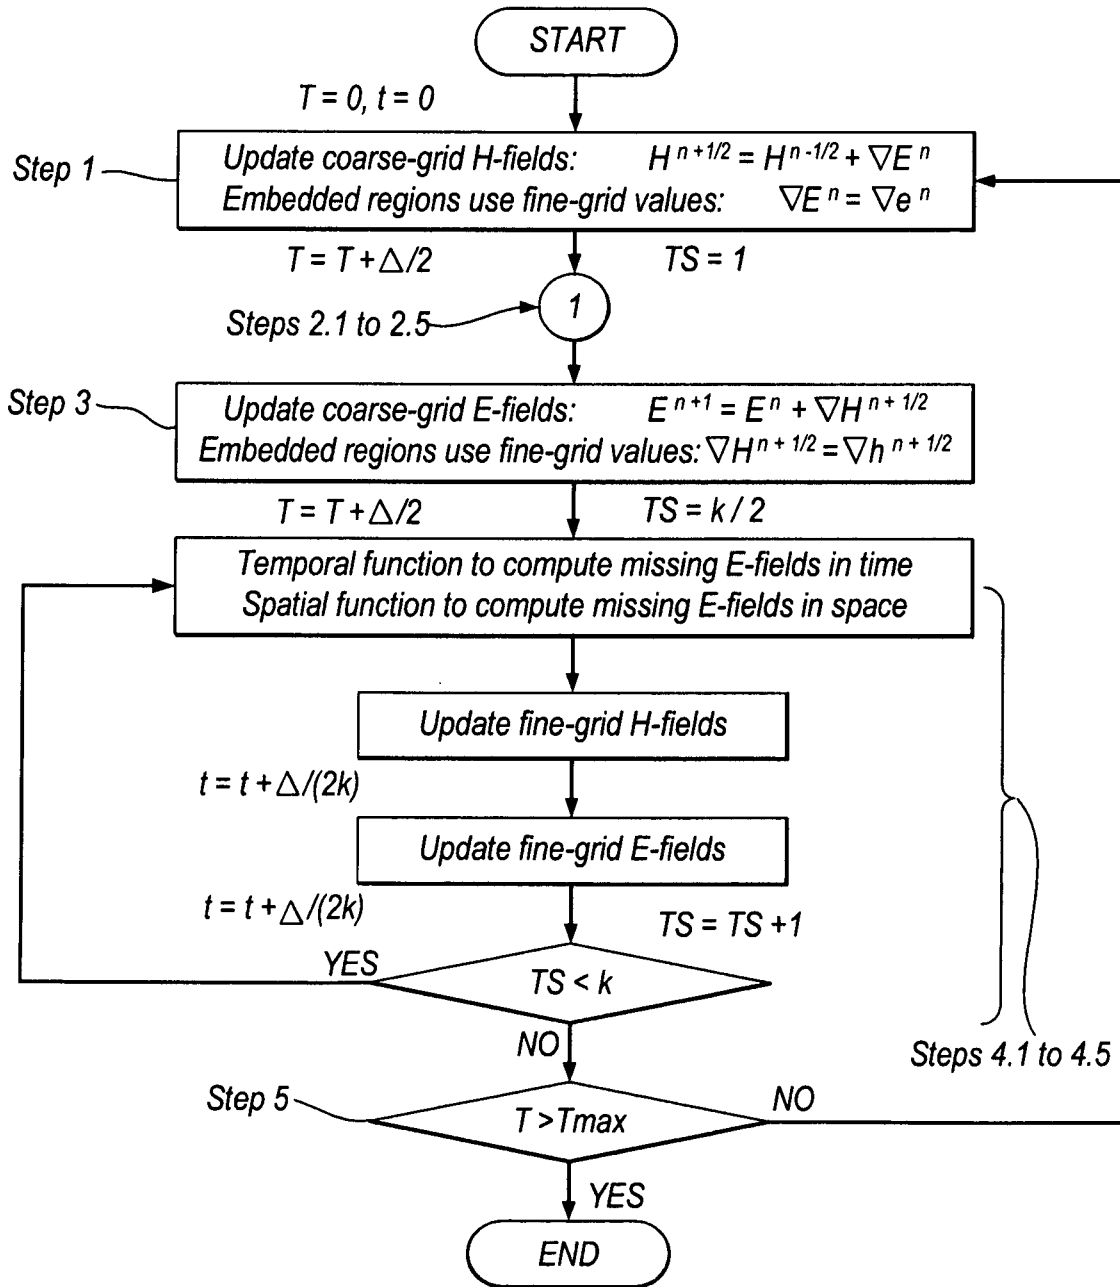 START
T = 0, t = 0
Step 1
Update coarse-grid H-fields: H^{n+1/2} = H^{n-1/2} + ∇E^n
Embedded regions use fine-grid values: ∇E^n = ∇e^n
T = T + Δ/2 TS = 1
1
Steps 2.1 to 2.5
Step 3
Update coarse-grid E-fields: E^{n+1} = E^n + ∇H^{n+1/2}
Embedded regions use fine-grid values: ∇H^{n+1/2} = ∇h^{n+1/2}
T = T + Δ/2 TS = k / 2
Temporal function to compute missing E-fields in time
Spatial function to compute missing E-fields in space
Update fine-grid H-fields
t = t + Δ/(2k)
Update fine-grid E-fields
t = t + Δ/(2k) TS = TS +1
YES
TS < k
NO
Steps 4.1 to 4.5
Step 5
T >Tmax
NO
YES
END